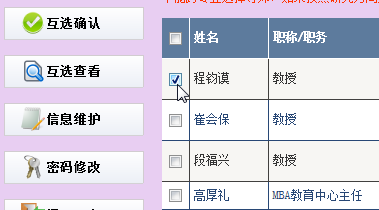 互选确认
互选查看
信息维护
密码修改
姓名 职称/职务
程钧谟 教授
崔会保 教授
段福兴 教授
高厚礼 MBA教育中心主任